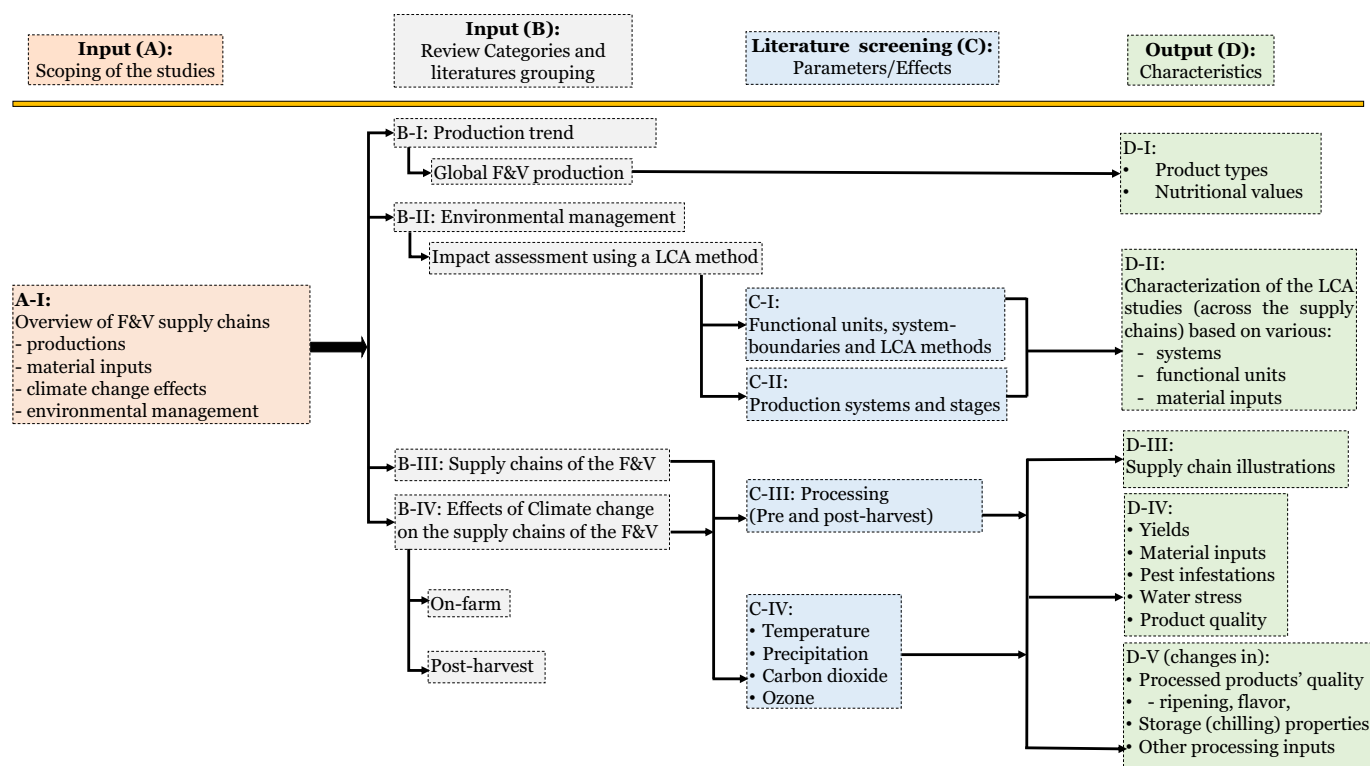 Input (A):
Scoping of the studies
Input (B):
Review Categories and
literatures grouping
Literature screening (C):
Parameters/Effects
Output (D):
Characteristics
A-I:
Overview of F&V supply chains
- productions
- material inputs
- climate change effects
- environmental management
B-I: Production trend
Global F&V production
B-II: Environmental management
Impact assessment using a LCA method
B-III: Supply chains of the F&V
B-IV: Effects of Climate change
on the supply chains of the F&V
On-farm
Post-harvest
C-I:
Functional units, system-
boundaries and LCA methods
C-II:
Production systems and stages
C-III: Processing
(Pre and post-harvest)
C-IV:
• Temperature
• Precipitation
• Carbon dioxide
• Ozone
D-I:
• Product types
• Nutritional values
D-II:
Characterization of the LCA
studies (across the supply
chains) based on various:
- systems
- functional units
- material inputs
D-III:
Supply chain illustrations
D-IV:
• Yields
• Material inputs
• Pest infestations
• Water stress
• Product quality
D-V (changes in):
• Processed products’ quality
• - ripening, flavor,
• Storage (chilling) properties
• Other processing inputs